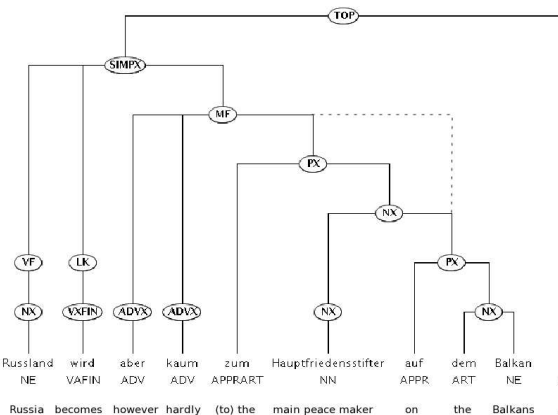 TOP
SIMPX
MF
PX
NX
VF LK PX
NX VXFIN ADVX ADVX NX NX
Russland wird aber kaum zum Hauptfriedensstifter auf dem Balkan
NE VAFIN ADV ADV APPRART NN APPR ART NE
Russia becomes however hardly (to) the main peace maker on the Balkans